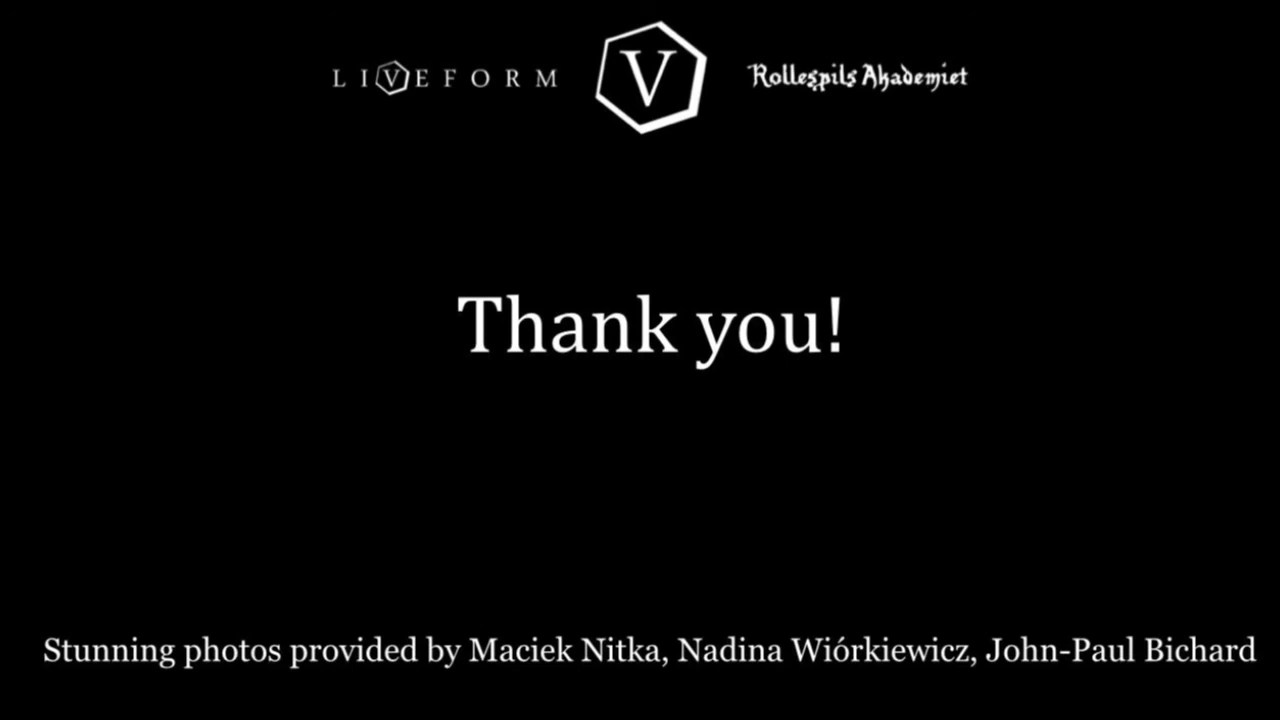 LIVEFORM V Rollespils Akademiet
Thank you!
Stunning photos provided by Maciek Nitka, Nadina Wiórkiewicz, John-Paul Bichard